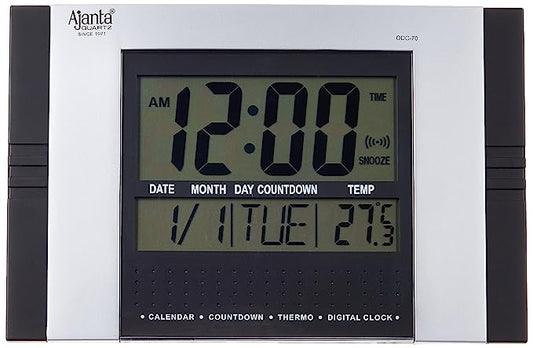 Ajanta®
QUARTZ
SINCE 1971
ODC-70
AM 12:00 TIME
SNOOZE
DATE MONTH DAY COUNTDOWN TEMP
1/1 TUE 27.3°C
• CALENDAR • COUNTDOWN • THERMO • DIGITAL CLOCK •